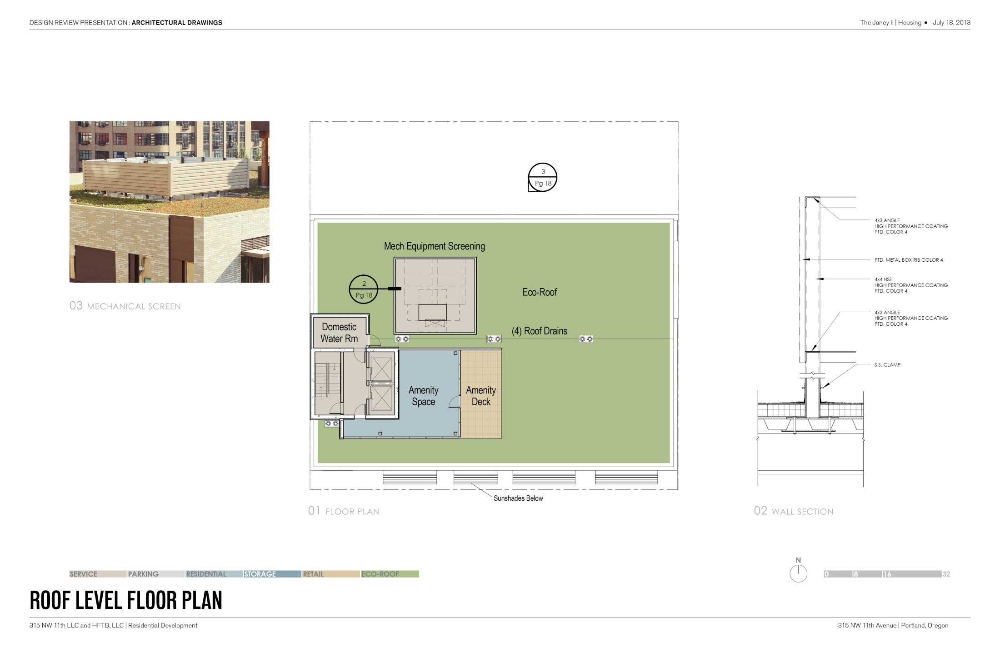 DESIGN REVIEW PRESENTATION : ARCHITECTURAL DRAWINGS
The Janey II | Housing ● July 18, 2013
03 MECHANICAL SCREEN
3
Pg 18
Mech Equipment Screening
2
Pg 18
Eco-Roof
(4) Roof Drains
Domestic
Water Rm
Amenity
Space
Amenity
Deck
Sunshades Below
01 FLOOR PLAN
4x3 ANGLE
HIGH PERFORMANCE COATING
PTD. COLOR 4
PTD. METAL BOX RIB COLOR 4
4x4 HSS
HIGH PERFORMANCE COATING
PTD. COLOR 4
4x3 ANGLE
HIGH PERFORMANCE COATING
PTD. COLOR 4
S.S. CLAMP
02 WALL SECTION
SERVICE PARKING RESIDENTIAL STORAGE RETAIL ECO-ROOF
N
0 8 16 32
ROOF LEVEL FLOOR PLAN
315 NW 11th LLC and HFTB, LLC | Residential Development
315 NW 11th Avenue | Portland, Oregon